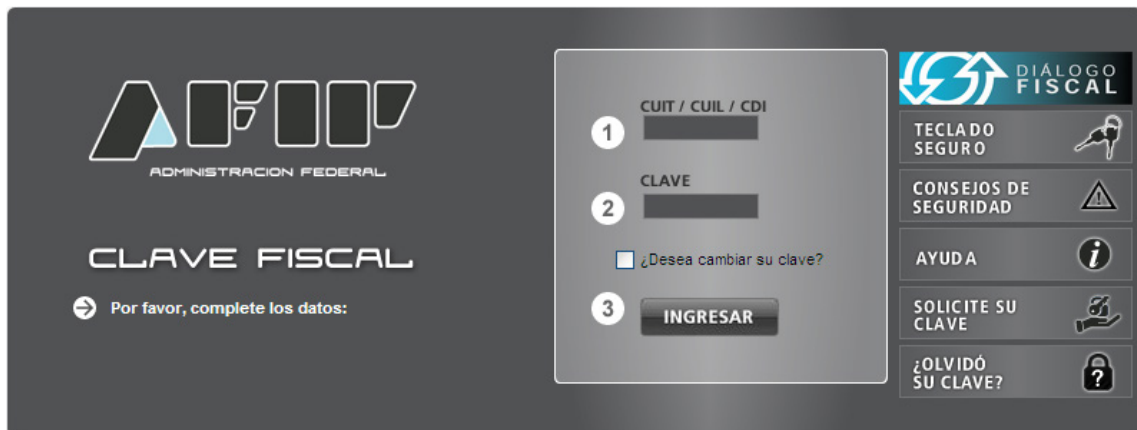 AFIP
ADMINISTRACION FEDERAL
CLAVE FISCAL
Por favor, complete los datos:
CUIT / CUIL / CDI
1
CLAVE
2
¿Desea cambiar su clave?
3
INGRESAR
DIÁLOGO
FISCAL
TECLADO
SEGURO
CONSEJOS DE
SEGURIDAD
AYUDA
i
SOLICITE SU
CLAVE
¿OLVIDÓ
SU CLAVE?
?